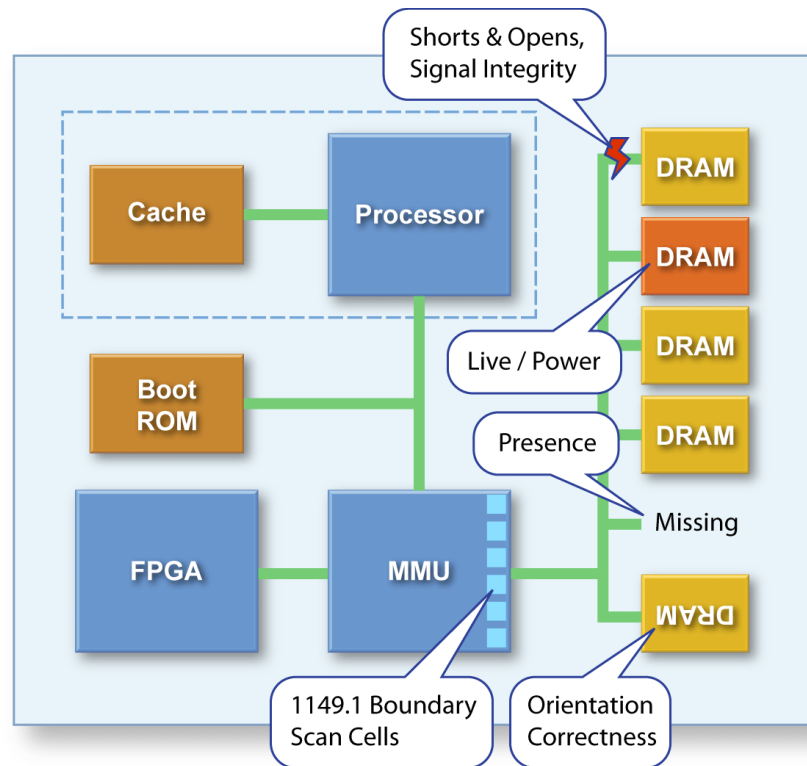 Shorts & Opens,
Signal Integrity
DRAM
Cache
Processor
DRAM
Live / Power
DRAM
Boot
ROM
DRAM
Presence
Missing
FPGA
MMU
DRAM
1149.1 Boundary
Scan Cells
Orientation
Correctness